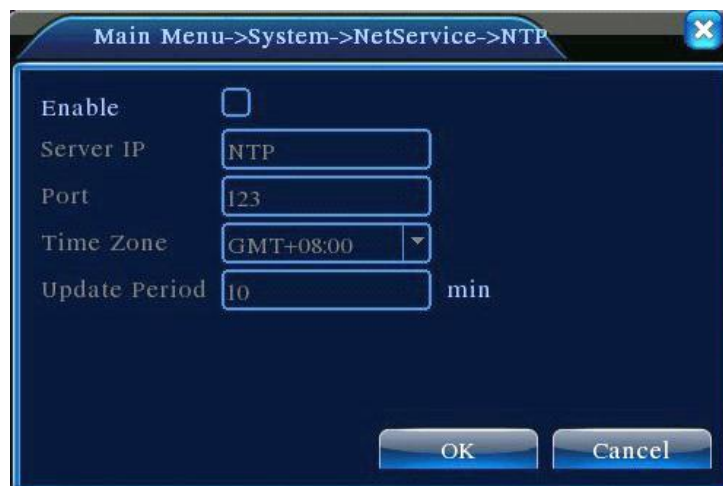 Main Menu->System->NetService->NTP
Enable
Server IP NTP
Port 123
Time Zone GMT+08:00
Update Period 10 min
OK Cancel